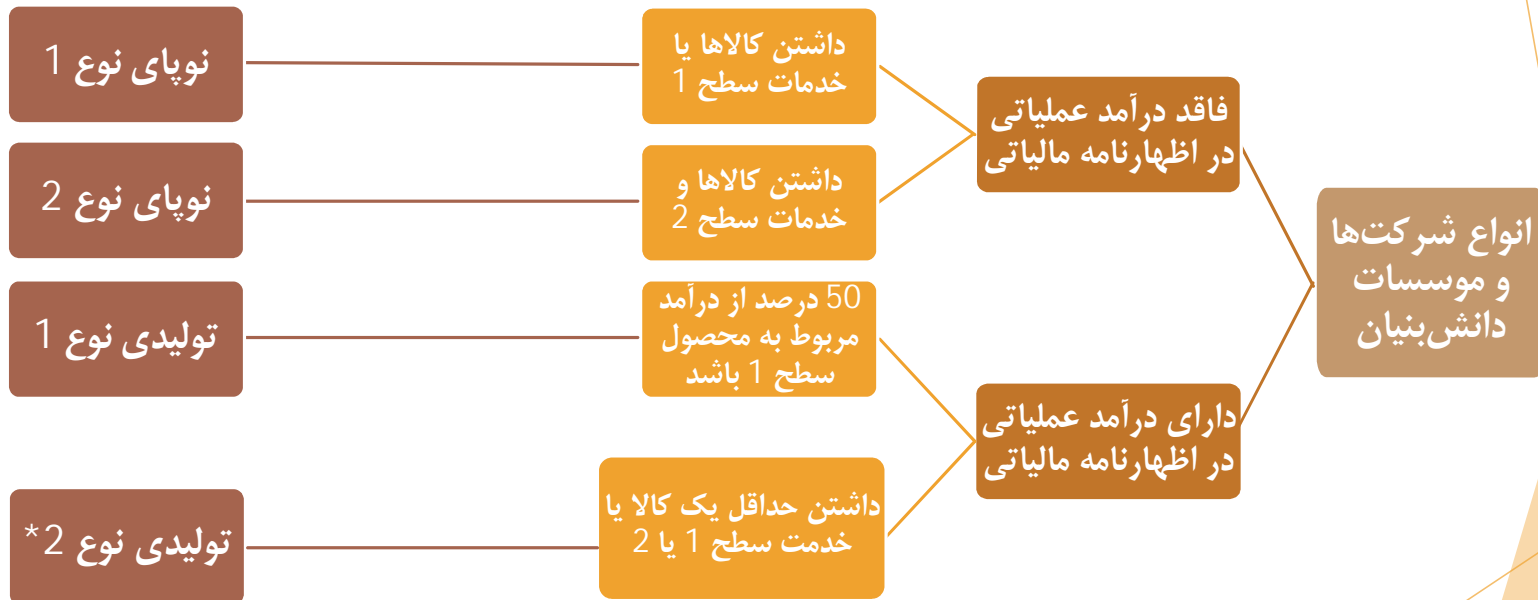 انواع شرکت‌ها
و موسسات
دانش‌بنیان
فاقد درآمد عملیاتی
در اظهارنامه مالیاتی
داشتن کالاها یا
خدمات سطح 1
نوپای نوع 1
داشتن کالاها و
خدمات سطح 2
نوپای نوع 2
دارای درآمد عملیاتی
در اظهارنامه مالیاتی
50 درصد از درآمد
مربوط به محصول
سطح 1 باشد
تولیدی نوع 1
داشتن حداقل یک کالا یا
خدمت سطح 1 یا 2
تولیدی نوع 2*